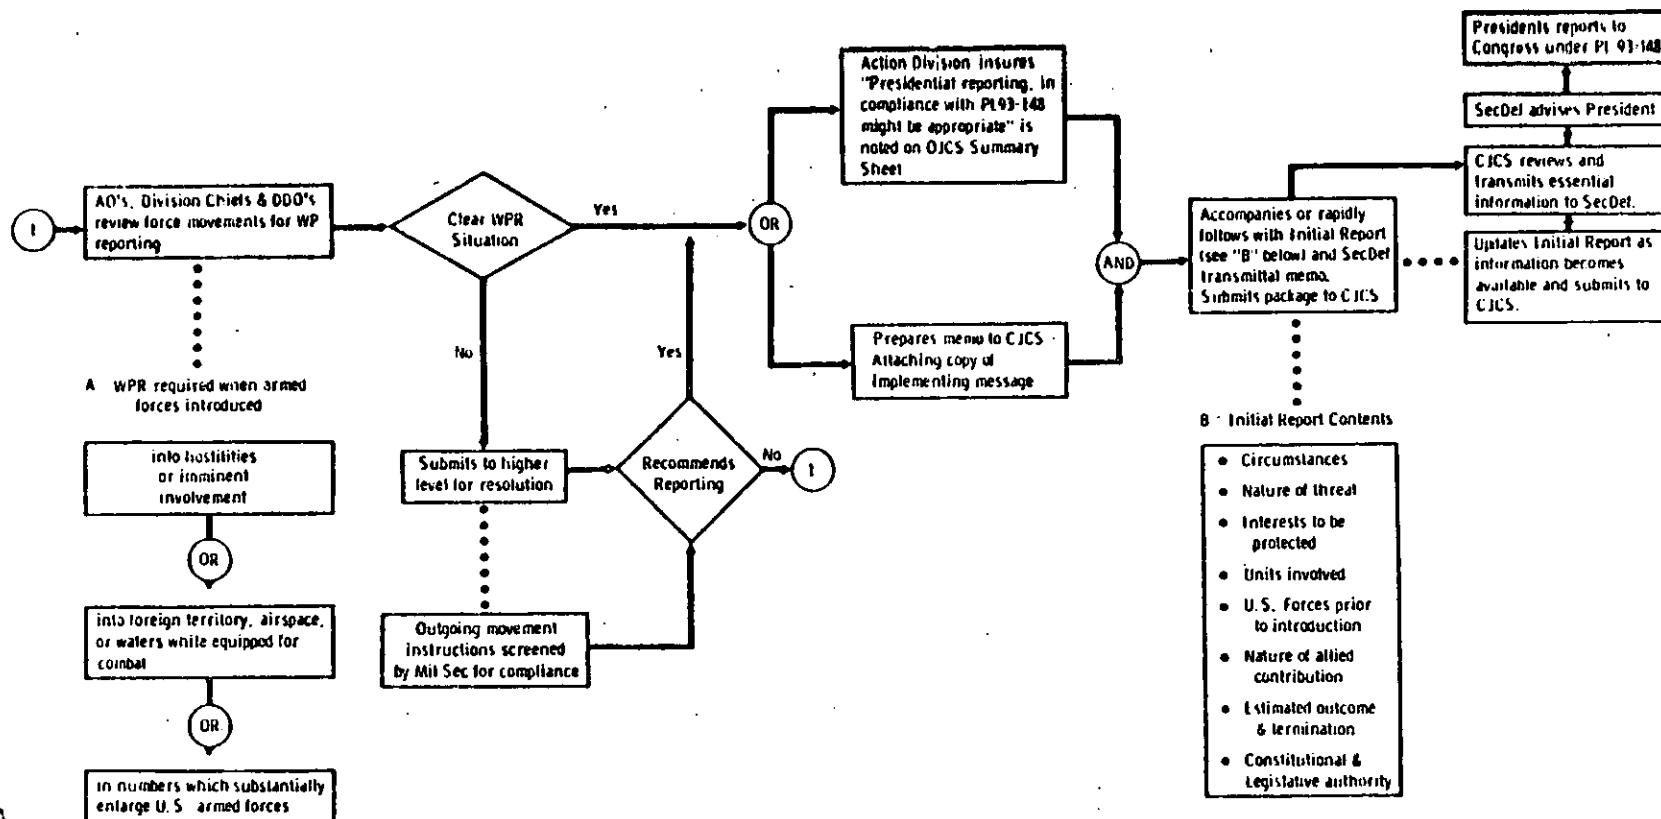 1
AO's, Division Chiefs & DDO's
review force movements for WP
reporting
A WPR required when armed
forces introduced
into hostilities
or imminent
involvement
OR
into foreign territory, airspace,
or waters while equipped for
combat
OR
in numbers which substantially
enlarge U.S armed forces
Clear WPR
Situation
Yes
No
Submits to higher
level for resolution
Outgoing movement
instructions screened
by Mil Sec for compliance
Recommends
Reporting
Yes
No
1
OR
Action Division insures
"Presidential reporting, in
compliance with PL93-148
might be appropriate" is
noted on OJCS Summary
Sheet
Prepares memo to CJCS
Attaching copy of
Implementing message
AND
Accompanies or rapidly
follows with Initial Report
(see "B" below) and SecDef
transmittal memo.
Submits package to CJCS
B Initial Report Contents
• Circumstances
• Nature of threat
• Interests to be
protected
• Units involved
• U.S. Forces prior
to introduction
• Nature of allied
contribution
• Estimated outcome
& termination
• Constitutional &
Legislative authority
Presidents reports to
Congress under PL 93-148
SecDef advises President
CJCS reviews and
transmits essential
information to SecDef.
Updates Initial Report as
information becomes
available and submits to
CJCS.